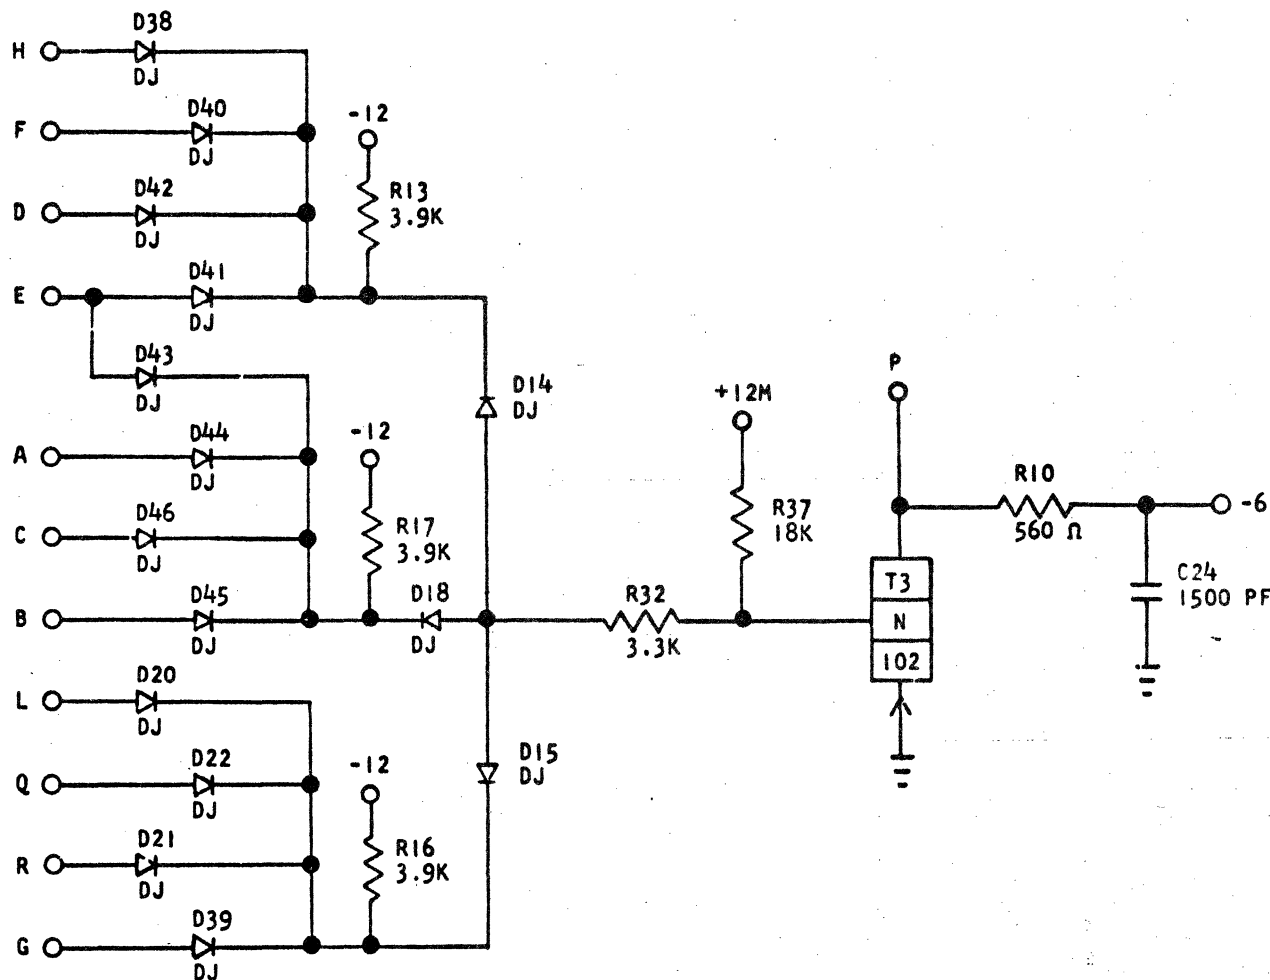 D38
H
DJ
D40
F
DJ
-12
D42
D
DJ
R13
3.9K
D41
E
DJ
D43
DJ
P
D14
DJ
+12M
D44
A
DJ
-12
R10
560 Ω
-6
D46
C
DJ
R17
3.9K
R37
18K
D45
B
DJ
D18
DJ
R32
3.3K
T3
N
102
C24
1500 PF
D20
L
DJ
D22
Q
DJ
-12
D15
DJ
D21
R
DJ
R16
3.9K
D39
G
DJ